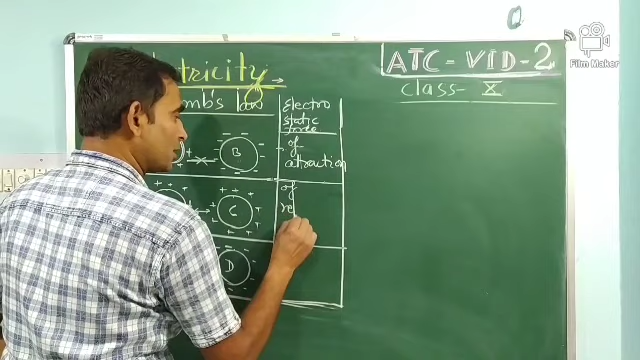 ATC - VID-2
class - X
tricity
mb's law
Electro
static
force
B
of
attraction
of
re
C
D
Film Maker